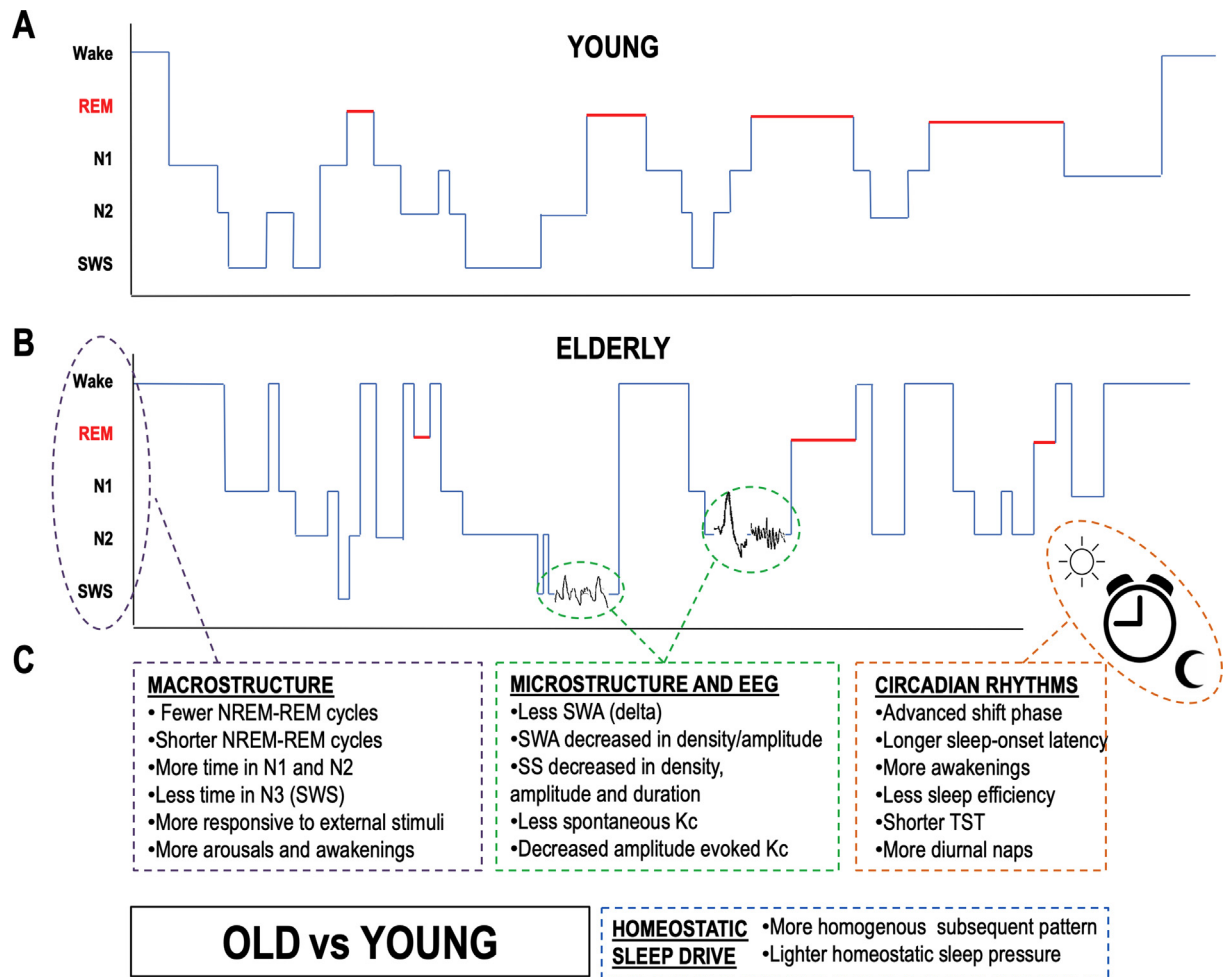 A
YOUNG
Wake
REM
N1
N2
SWS
B
ELDERLY
Wake
REM
N1
N2
SWS
C
MACROSTRUCTURE
• Fewer NREM-REM cycles
•Shorter NREM-REM cycles
•More time in N1 and N2
•Less time in N3 (SWS)
•More responsive to external stimuli
•More arousals and awakenings
MICROSTRUCTURE AND EEG
•Less SWA (delta)
•SWA decreased in density/amplitude
•SS decreased in density,
amplitude and duration
•Less spontaneous Kc
•Decreased amplitude evoked Kc
CIRCADIAN RHYTHMS
•Advanced shift phase
•Longer sleep-onset latency
•More awakenings
•Less sleep efficiency
•Shorter TST
•More diurnal naps
OLD vs YOUNG
HOMEOSTATIC
SLEEP DRIVE
•More homogenous subsequent pattern
•Lighter homeostatic sleep pressure